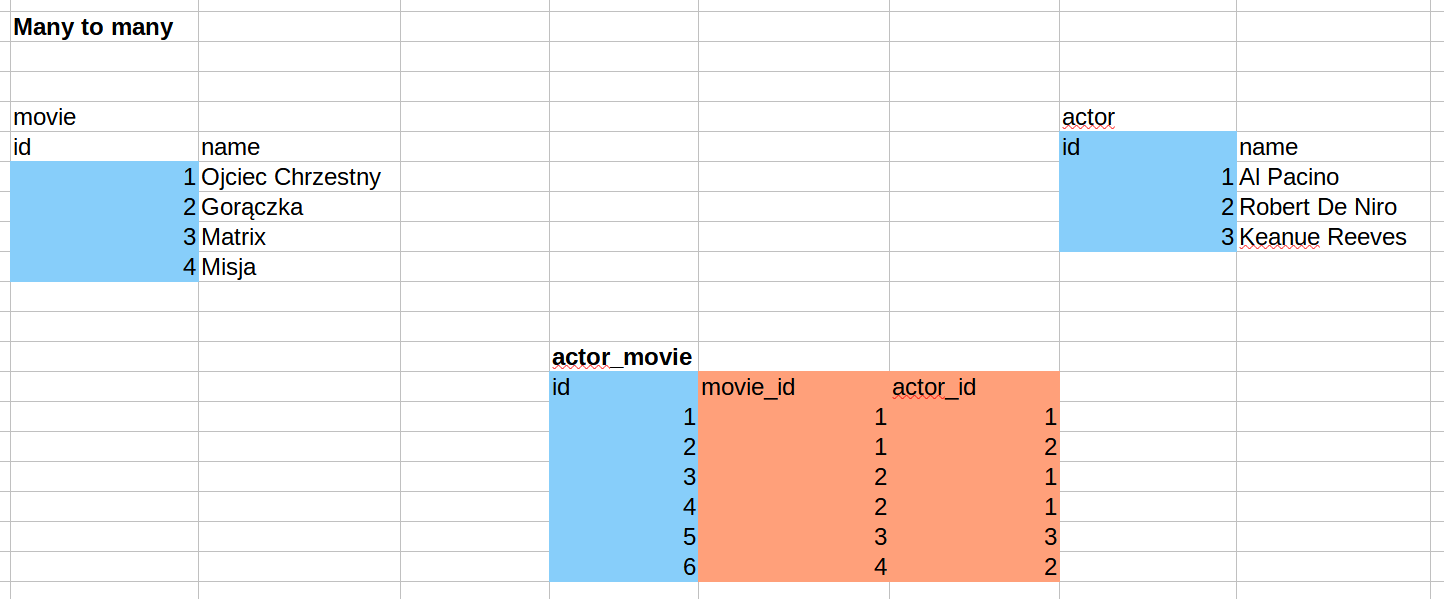 Many to many
movie actor
id name id name
1 Ojciec Chrzestny 1 Al Pacino
2 Gorączka 2 Robert De Niro
3 Matrix 3 Keanue Reeves
4 Misja
actor_movie
id movie_id actor_id
1 1 1
2 1 2
3 2 1
4 2 1
5 3 3
6 4 2